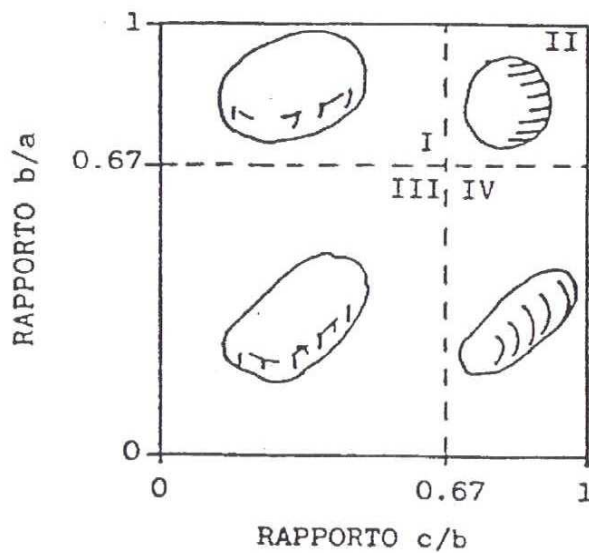 1
II
I
0.67
III IV
RAPPORTO b/a
0
0 0.67 1
RAPPORTO c/b